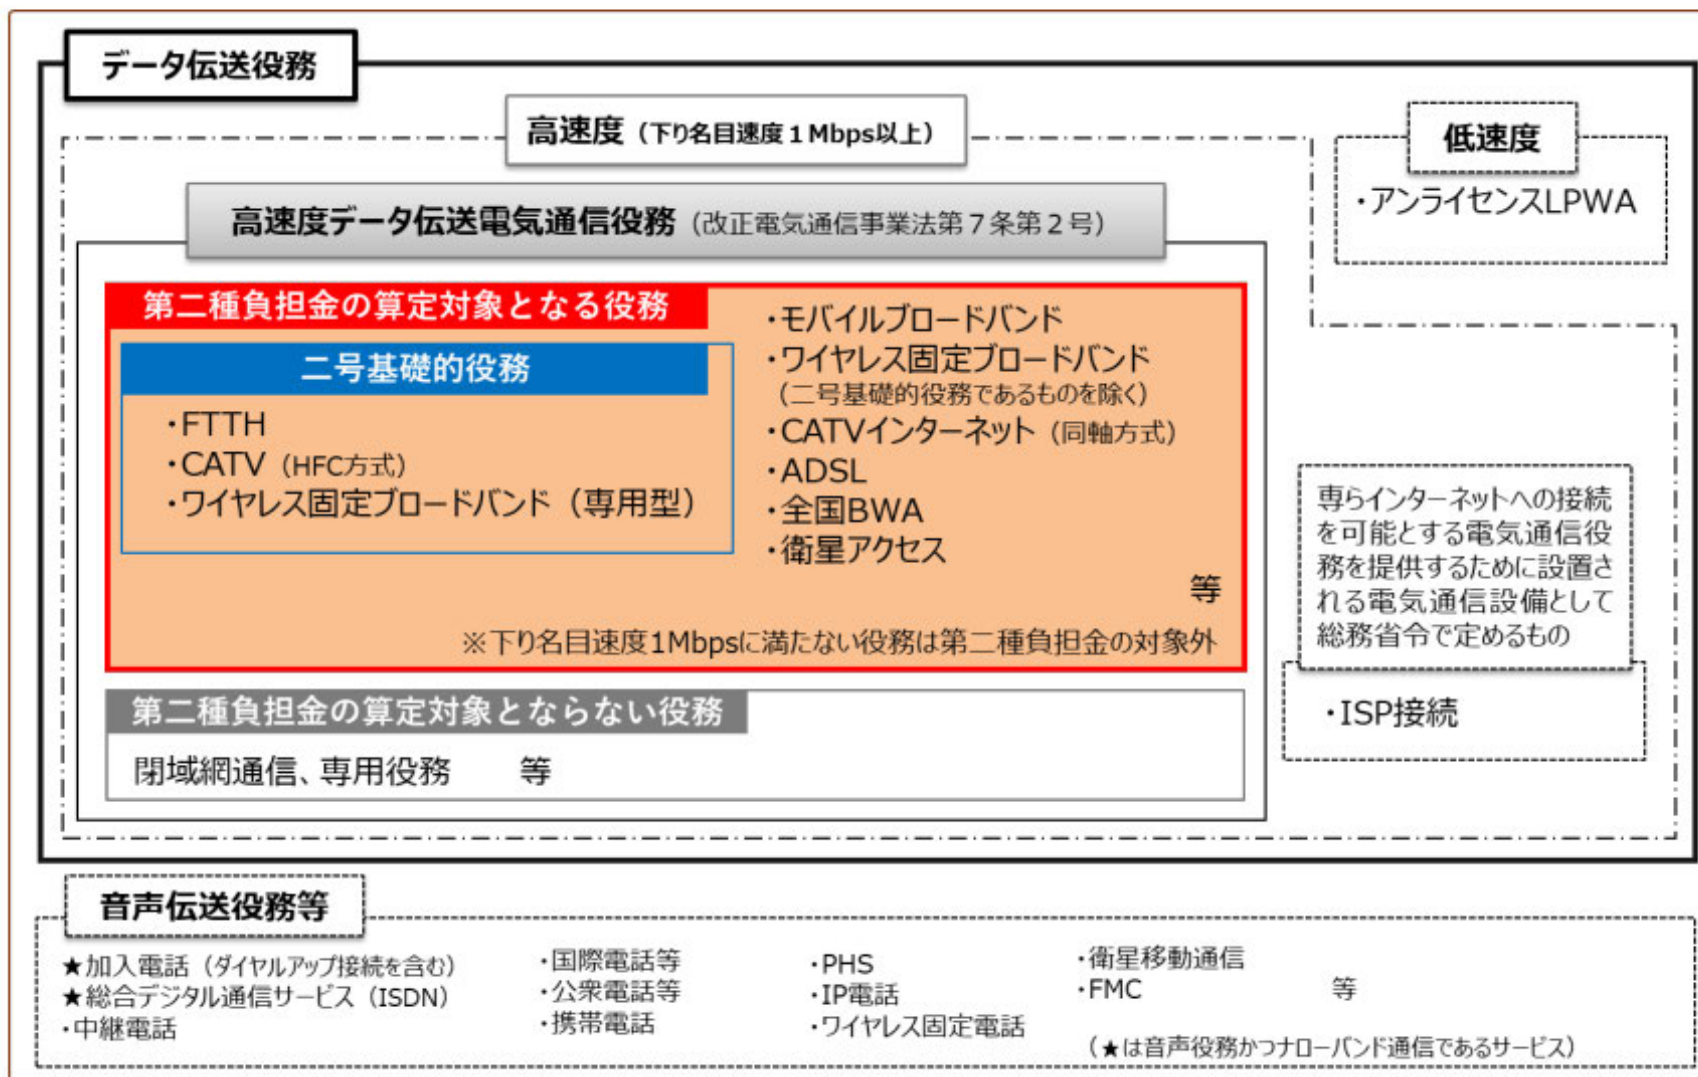 データ伝送役務
高速度（下り名目速度１Mbps以上）
低速度
・アンライセンスLPWA
高速度データ伝送電気通信役務（改正電気通信事業法第７条第２号）
第二種負担金の算定対象となる役務
二号基礎的役務
・FTTH
・CATV（HFC方式）
・ワイヤレス固定ブロードバンド（専用型）
・モバイルブロードバンド
・ワイヤレス固定ブロードバンド
（二号基礎的役務であるものを除く）
・CATVインターネット（同軸方式）
・ADSL
・全国BWA
・衛星アクセス
等
※下り名目速度1Mbpsに満たない役務は第二種負担金の対象外
専らインターネットへの接続
を可能とする電気通信役
務を提供するために設置さ
れる電気通信設備として
総務省令で定めるもの
・ISP接続
第二種負担金の算定対象とならない役務
閉域網通信、専用役務　　等
音声伝送役務等
★加入電話（ダイヤルアップ接続を含む）
★総合デジタル通信サービス（ISDN）
・中継電話
・国際電話等
・公衆電話等
・携帯電話
・PHS
・IP電話
・ワイヤレス固定電話
・衛星移動通信
・FMC　　　　　　等
（★は音声役務かつナローバンド通信であるサービス）